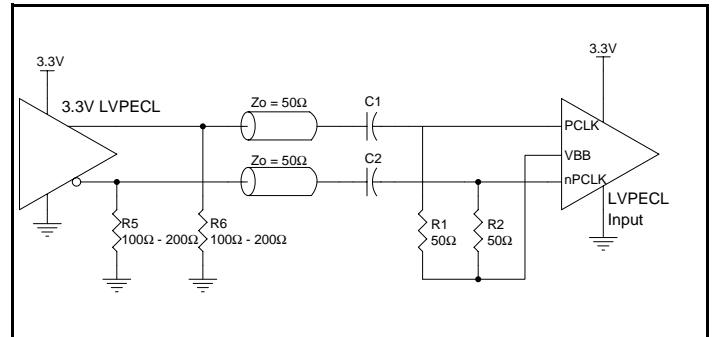 3.3V
3.3V LVPECL
Zo = 50Ω
C1
Zo = 50Ω
C2
R5
100Ω - 200Ω
R6
100Ω - 200Ω
R1
50Ω
R2
50Ω
3.3V
PCLK
VBB
nPCLK
LVPECL
Input